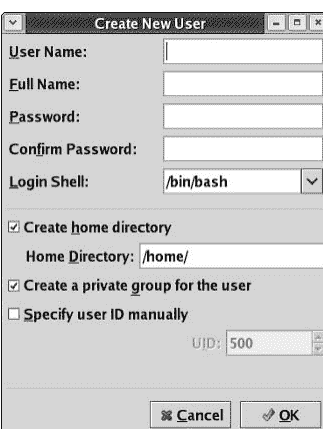 Create New User
User Name:
Full Name:
Password:
Confirm Password:
Login Shell: /bin/bash
Create home directory
Home Directory: /home/
Create a private group for the user
Specify user ID manually
UID: 500
Cancel OK